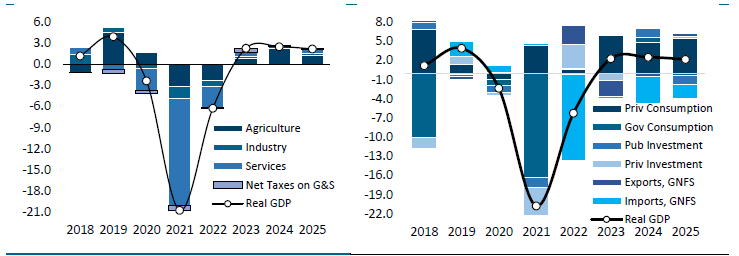 6.0
3.0
0.0
-3.0
-6.0
-9.0
-12.0
-15.0
-18.0
-21.0
Agriculture
Industry
Services
Net Taxes on G&S
Real GDP
2018 2019 2020 2021 2022 2023 2024 2025
8.0
6.0
4.0
2.0
-1.0
-4.0
-7.0
-10.0
-13.0
-16.0
-19.0
-22.0
Priv Consumption
Gov Consumption
Pub Investment
Priv Investment
Exports, GNFS
Imports, GNFS
Real GDP
2018 2019 2020 2021 2022 2023 2024 2025